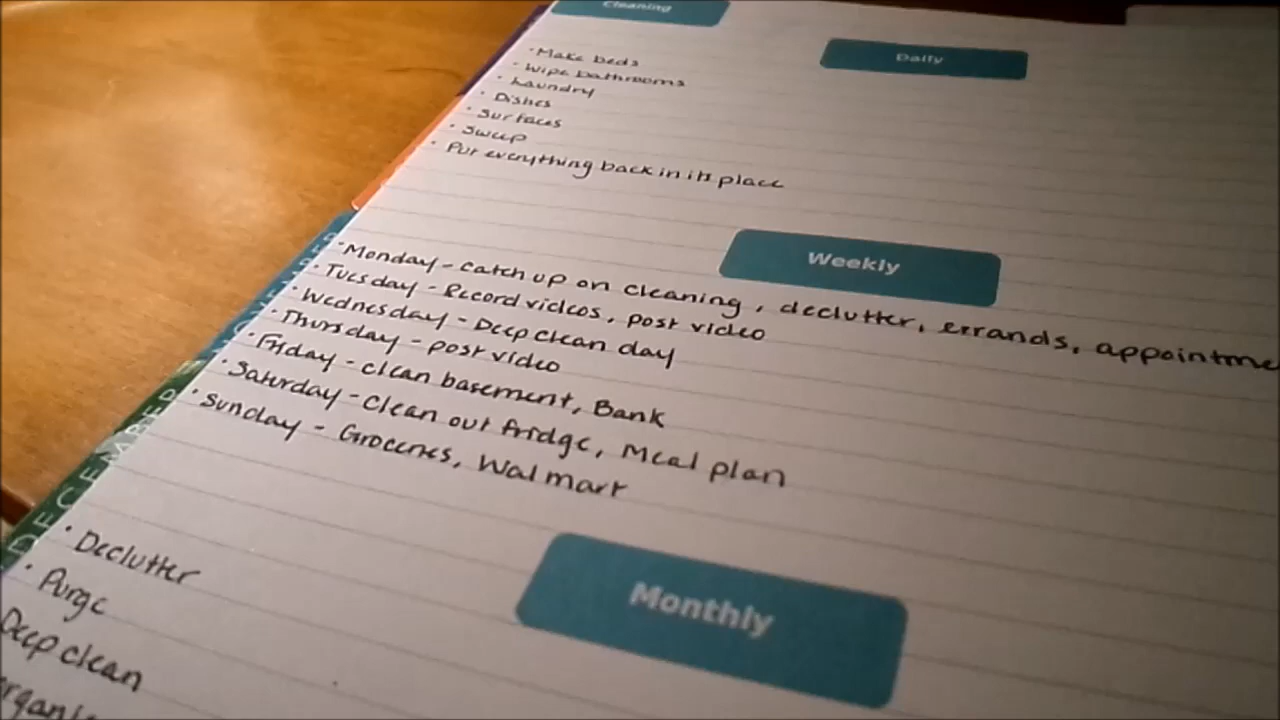 Cleaning
Daily
· Make beds
· Wipe bathrooms
· Laundry
· Dishes
· Surfaces
· Sweep
· Put everything back in its place
Weekly
· Monday - catch up on cleaning, declutter, errands, appointme
· Tuesday - Record videos, post video
· Wednesday - Deep clean day
· Thursday - post video
· Friday - clean basement, Bank
· Saturday - Clean out fridge, Meal plan
· Sunday - Groceries, Walmart
Monthly
· Declutter
· Purge
Deep clean
DECEMBER